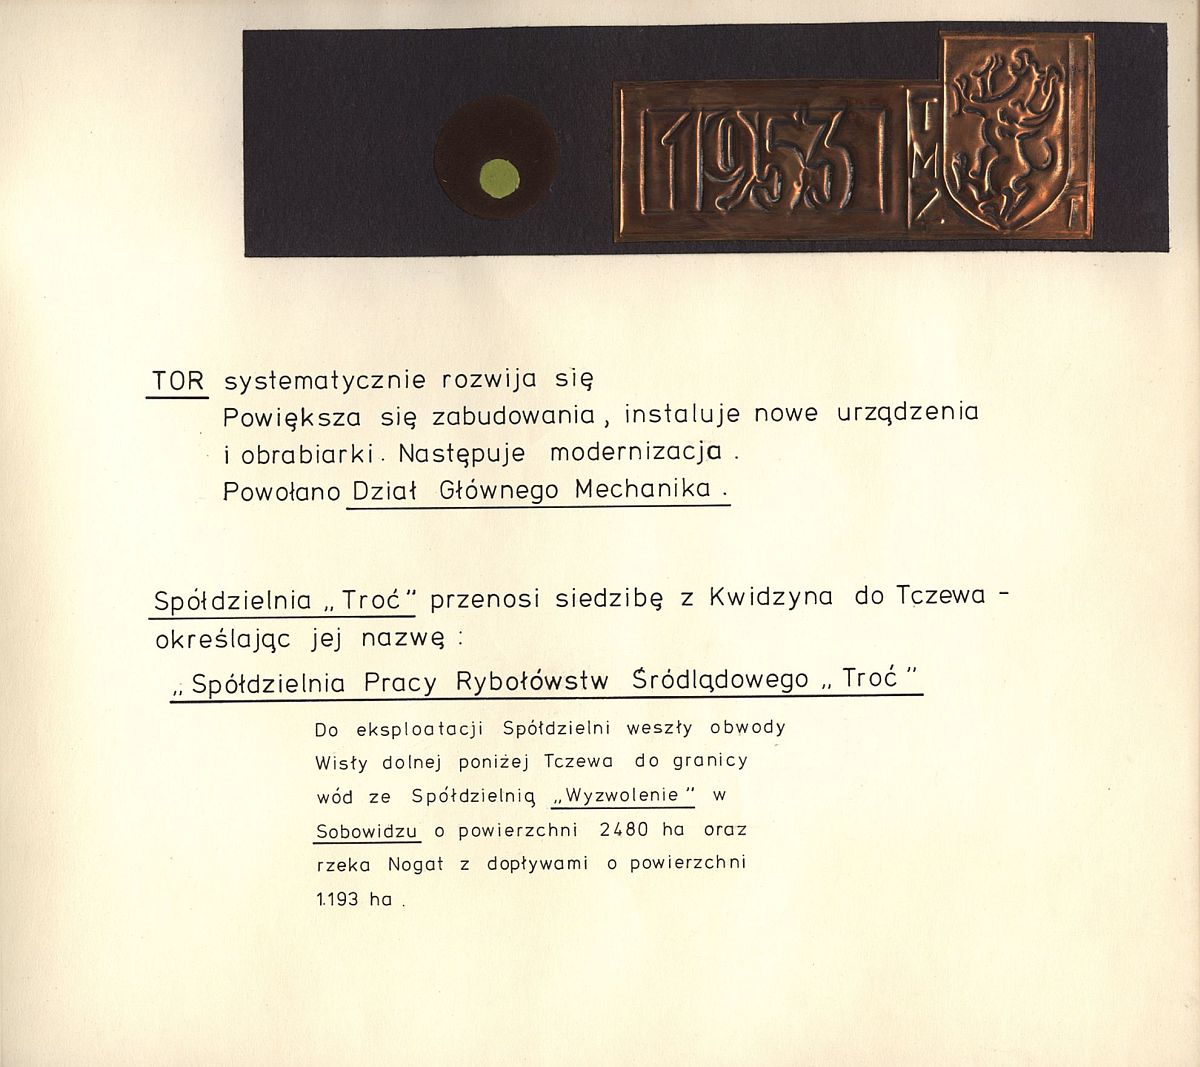 1953
T
M
Z
TOR systematycznie rozwija się
Powiększa się zabudowania, instaluje nowe urządzenia
i obrabiarki. Następuje modernizacja.
Powołano Dział Głównego Mechanika.
Spółdzielnia „Troć” przenosi siedzibę z Kwidzyna do Tczewa -
określając jej nazwę :
„Spółdzielnia Pracy Rybołówstw Śródlądowego „Troć”
Do eksploatacji Spółdzielni weszły obwody
Wisły dolnej poniżej Tczewa do granicy
wód ze Spółdzielnią „Wyzwolenie” w
Sobowidzu o powierzchni 2480 ha oraz
rzeka Nogat z dopływami o powierzchni
1.193 ha .